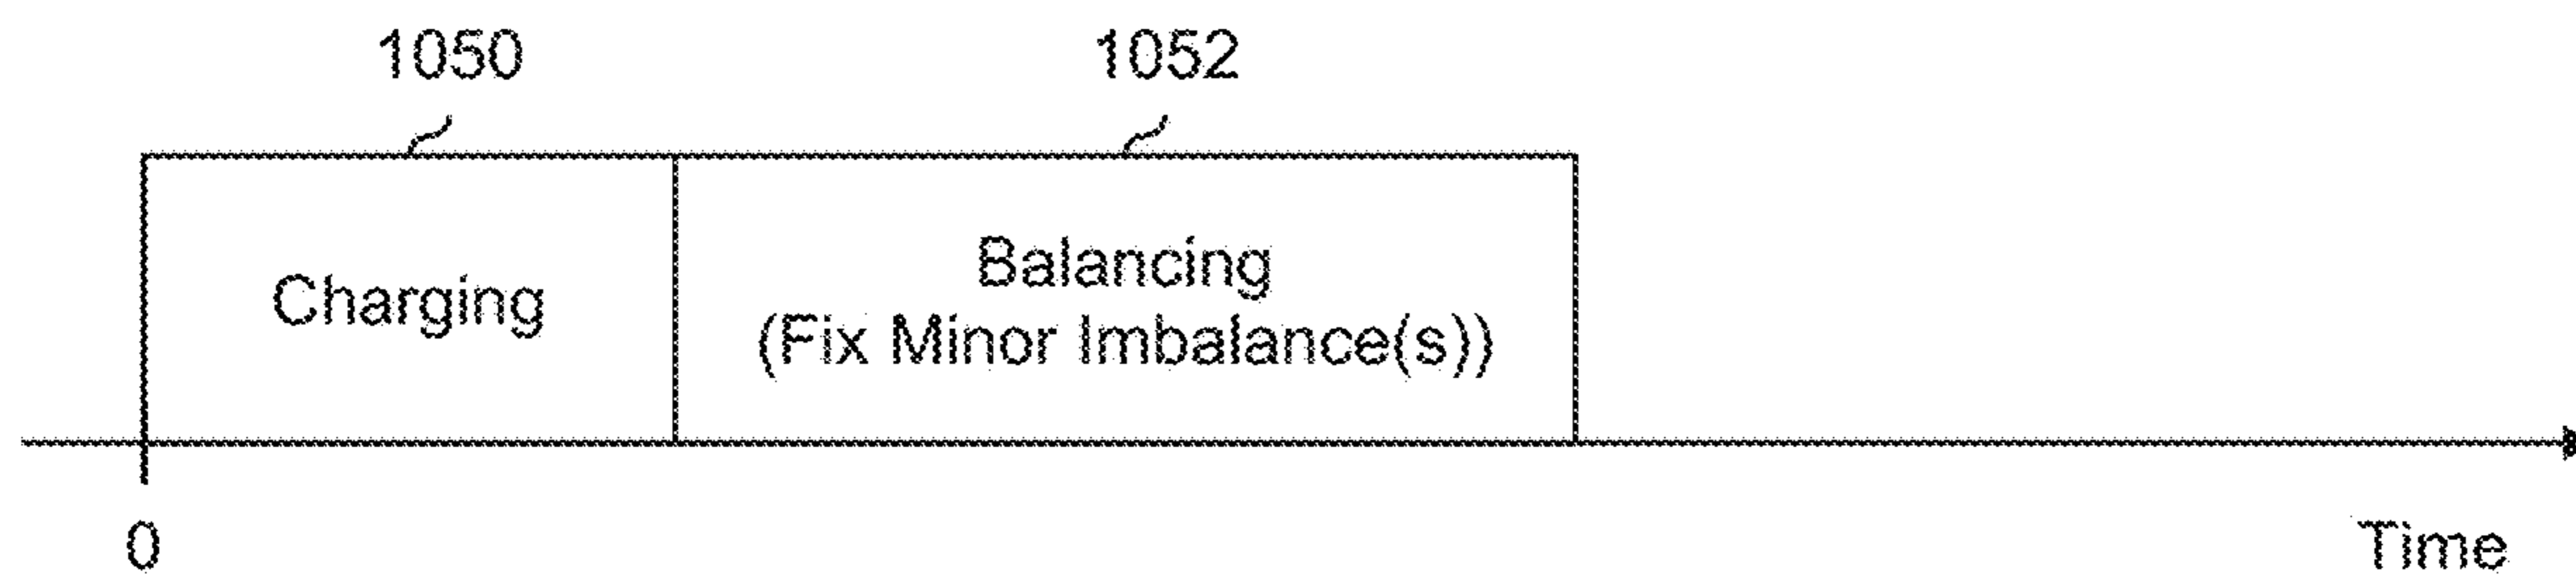 1050
1052
Charging
Balancing
(Fix Minor Imbalance(s))
0
Time